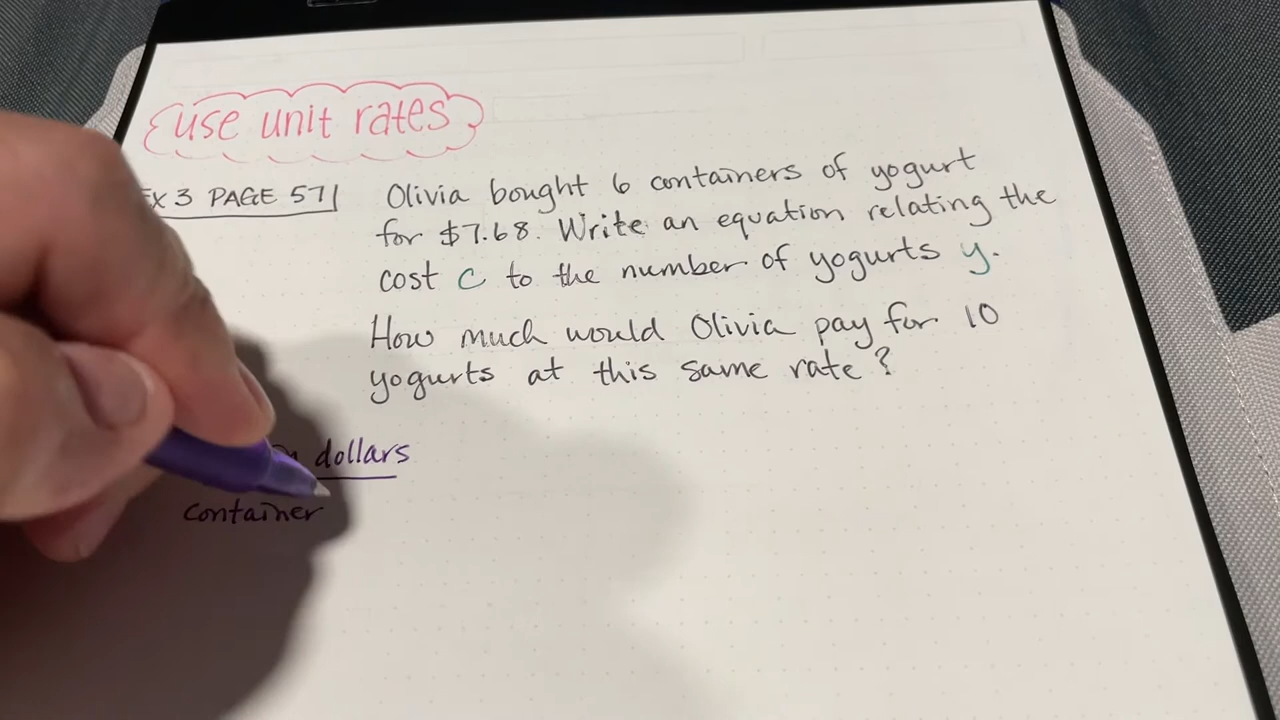 use unit rates
EX 3 PAGE 571
Olivia bought 6 containers of yogurt
for $7.68. Write an equation relating the
cost c to the number of yogurts y.
How much would Olivia pay for 10
yogurts at this same rate?
dollars
container